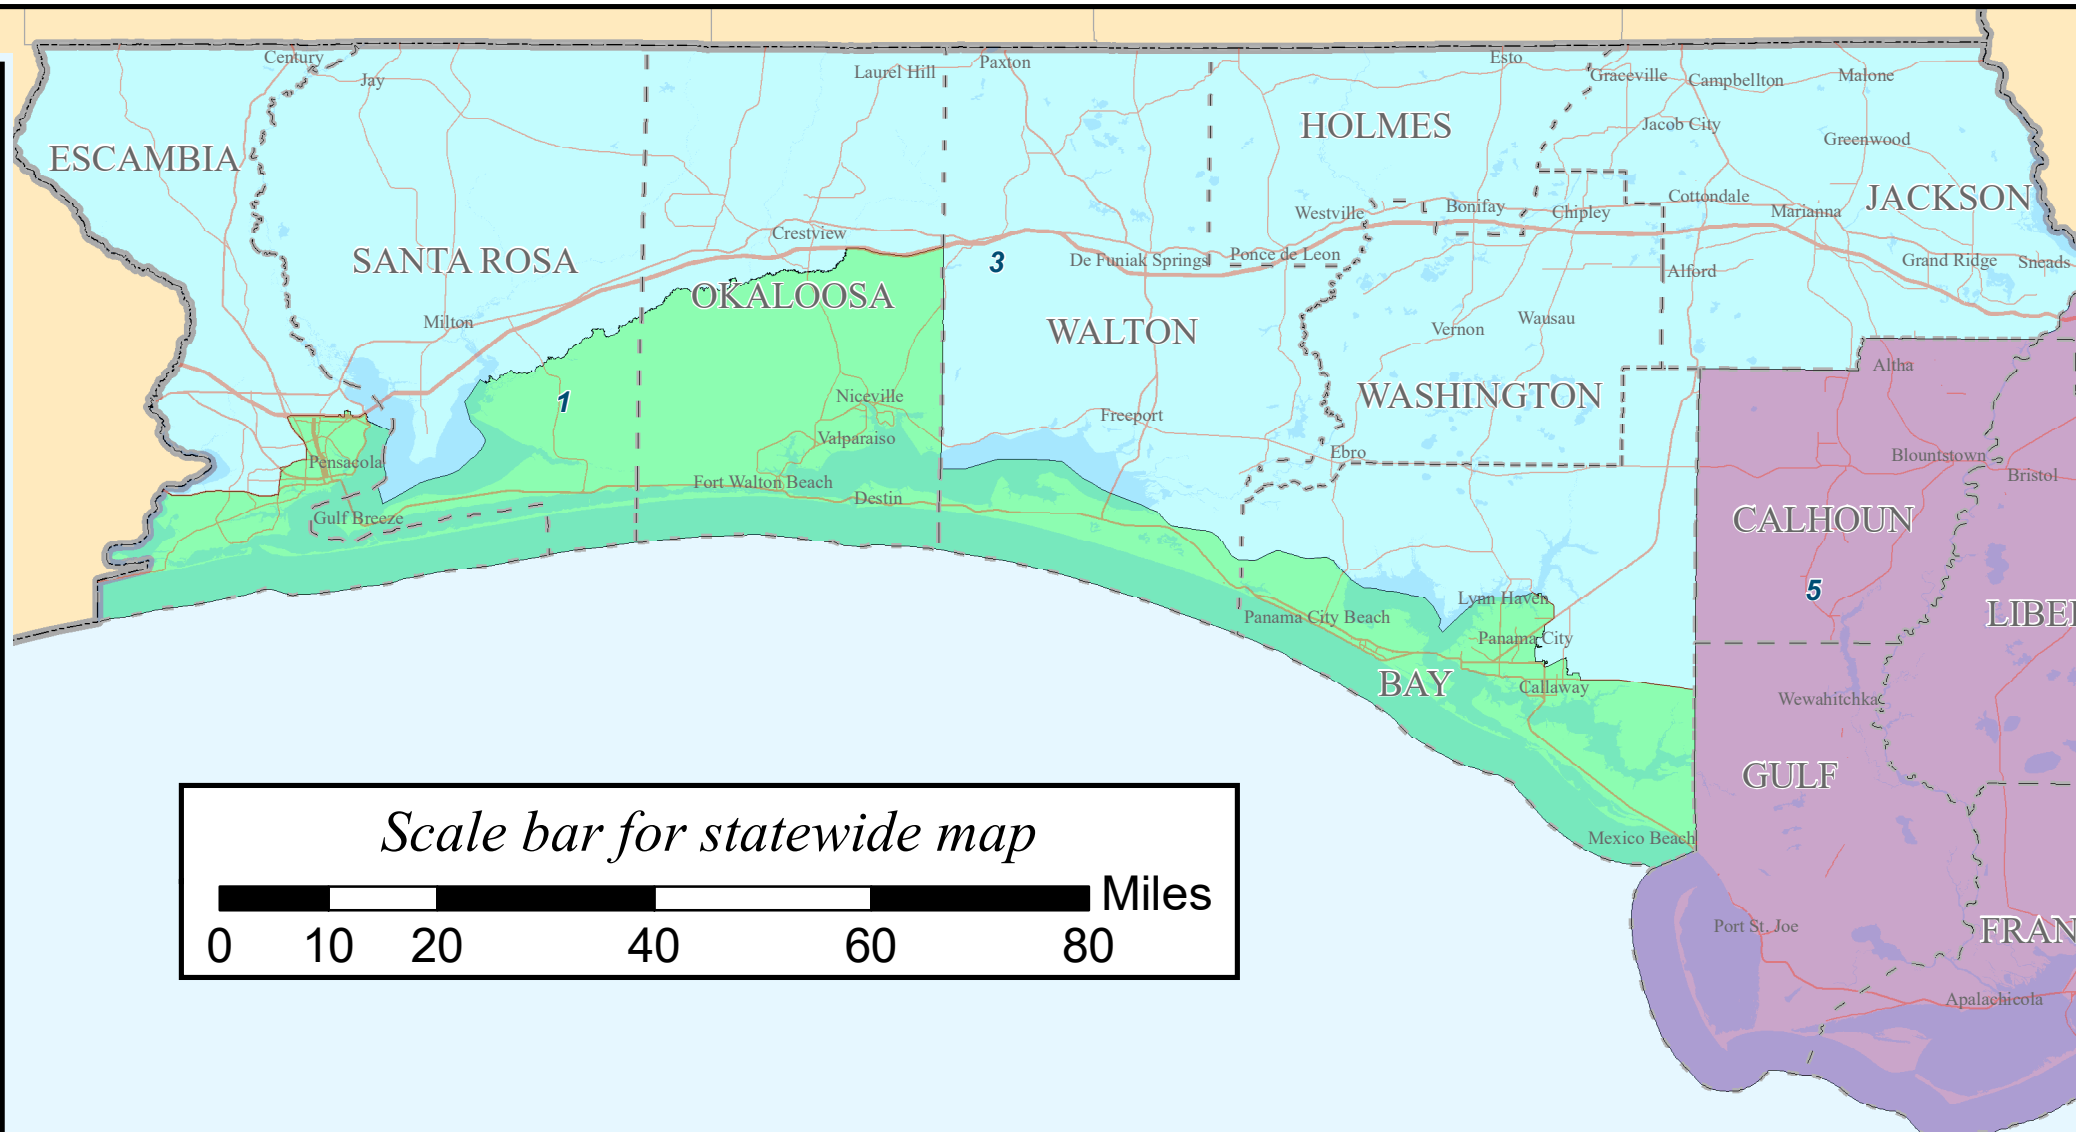 Century
Jay
Laurel Hill
Paxton
Esto
Graceville
Campbellton
Malone
ESCAMBIA
HOLMES
Jacob City
Greenwood
SANTA ROSA
Crestview
3
De Funiak Springs
Ponce de Leon
Westville
Bonifay
Chipley
Cottondale
Marianna
JACKSON
Alford
Grand Ridge
Sneads
OKALOOSA
Milton
WALTON
Vernon
Wausau
Altha
1
Niceville
Valparaiso
Freeport
WASHINGTON
Ebro
Blountstown
Bristol
Pensacola
Fort Walton Beach
Destin
Gulf Breeze
CALHOUN
5
LIBE
Lynn Haven
Panama City Beach
Panama City
BAY
Callaway
Wewahitchka
GULF
Mexico Beach
Port St. Joe
FRAN
Apalachicola
Scale bar for statewide map
Miles
0 10 20 40 60 80